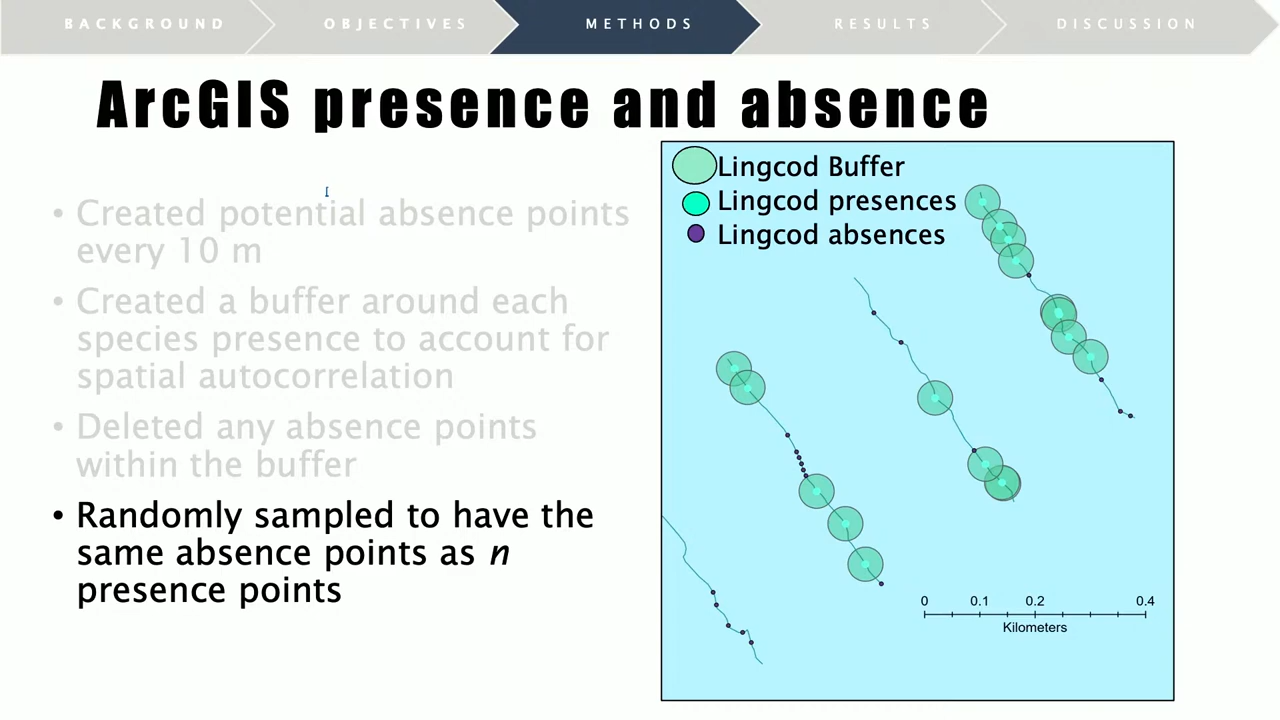 BACKGROUND
OBJECTIVES
METHODS
RESULTS
DISCUSSION
ArcGIS presence and absence
• Created potential absence points
every 10 m
• Created a buffer around each
species presence to account for
spatial autocorrelation
• Deleted any absence points
within the buffer
• Randomly sampled to have the
same absence points as n
presence points
Lingcod Buffer
Lingcod presences
Lingcod absences
0 0.1 0.2 0.4
Kilometers